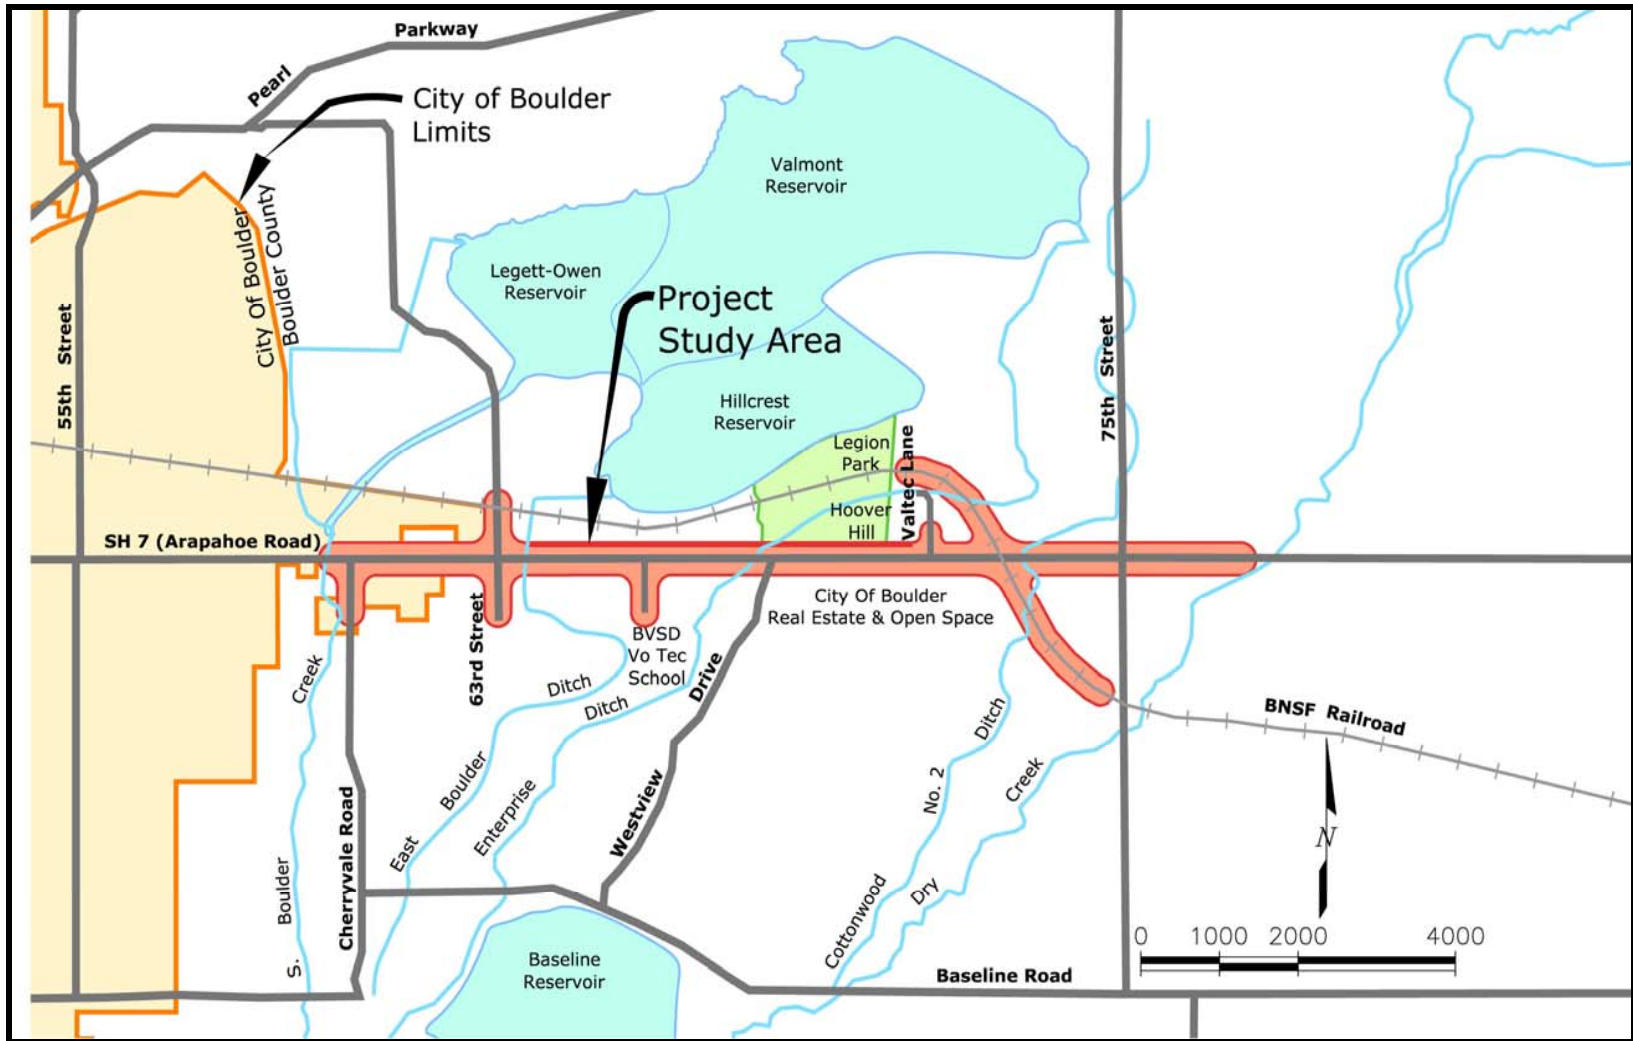 Parkway
Pearl
City of Boulder
Limits
Valmont
Reservoir
City Of Boulder
Boulder County
Legett-Owen
Reservoir
Project
Study Area
55th Street
75th Street
Hillcrest
Reservoir
Legion
Park
Valtec Lane
Hoover
Hill
SH 7 (Arapahoe Road)
City Of Boulder
Real Estate & Open Space
63rd Street
BVSD
Vo Tec
School
Creek
Ditch
Ditch
Drive
Ditch
BNSF Railroad
Boulder
No. 2
Creek
N
Enterprise
Westview
East
Cherryvale Road
Boulder
Dry
Cottonwood
S.
Baseline
Reservoir
Baseline Road
0 1000 2000 4000